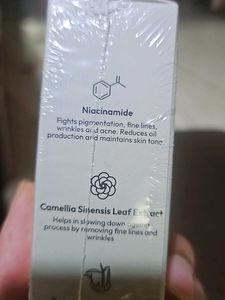 Niacinamide
Fights pigmentation, fine lines,
wrinkles and acne. Reduces oil
production and maintains skin tone.
Camellia Sinensis Leaf Extract
Helps in slowing down
process by removing fine lines and
wrinkles